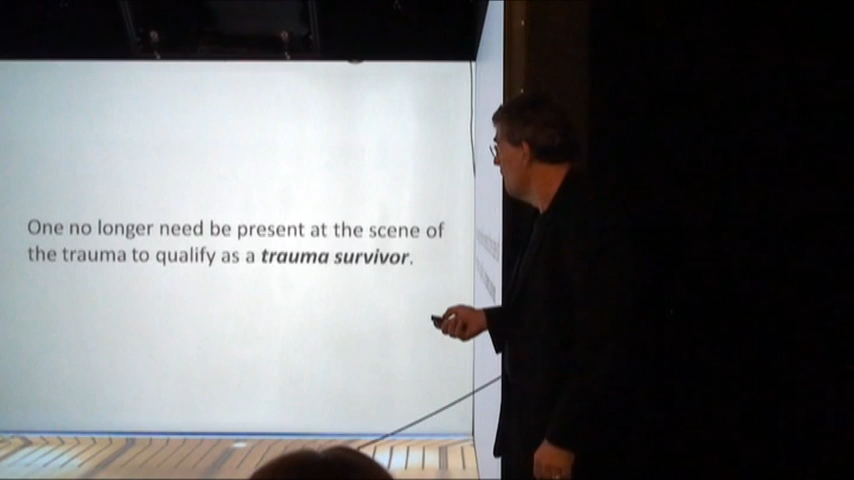 One no longer need be present at the scene of
the trauma to qualify as a trauma survivor.